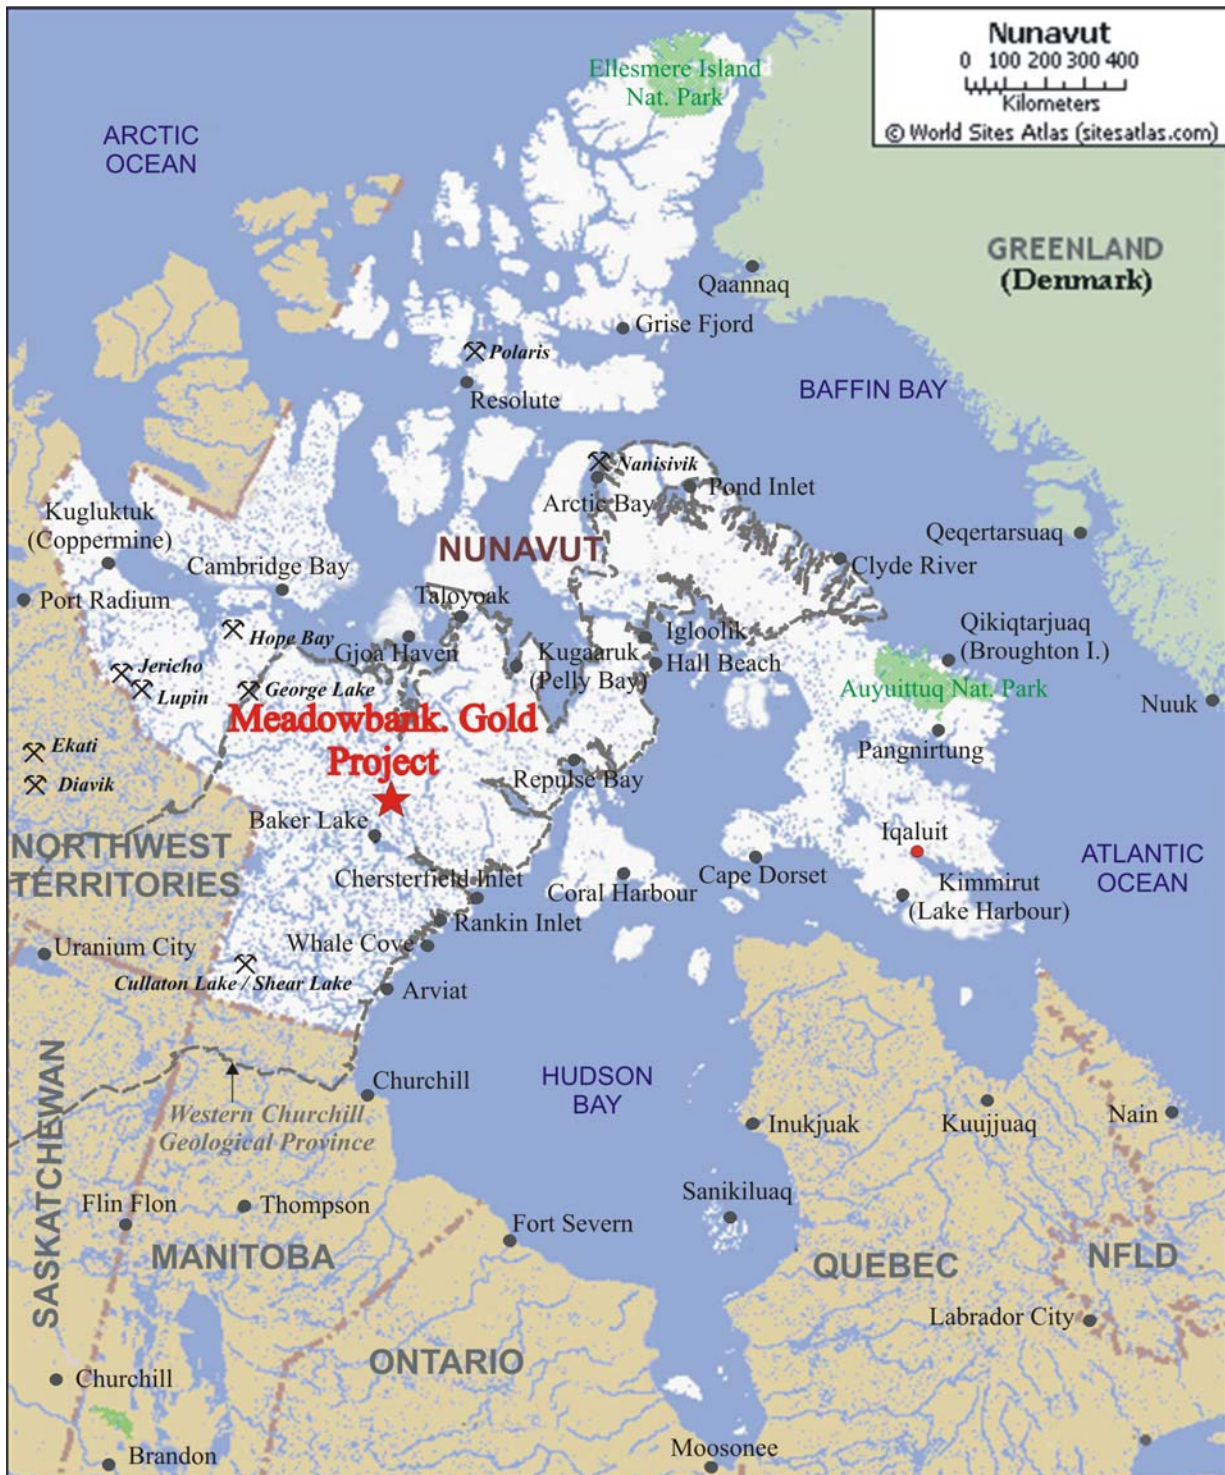 Nunavut
0 100 200 300 400
Kilometers
© World Sites Atlas (sitesatlas.com)
Ellesmere Island
Nat. Park
ARCTIC
OCEAN
GREENLAND
(Denmark)
Qaannaq
Grise Fjord
Polaris
Resolute
BAFFIN BAY
Nanisivik
Arctic Bay
Pond Inlet
Kugluktuk
(Coppermine)
Qeqertarsuaq
NUNAVUT
Cambridge Bay
Clyde River
Port Radium
Taloyoak
Hope Bay
Gjoa Haven
Igloolik
Qikiqtarjuaq
(Broughton I.)
Kugaaruk
(Pelly Bay)
Hall Beach
Jericho
Lupin
George Lake
Auyuittuq Nat. Park
Nuuk
Meadowbank. Gold
Project
Ekati
Diavik
Pangnirtung
Repulse Bay
Baker Lake
Iqaluit
NORTHWEST
TERRITORIES
ATLANTIC
OCEAN
Chersterfield Inlet
Coral Harbour
Cape Dorset
Kimmirut
(Lake Harbour)
Rankin Inlet
Whale Cove
Uranium City
Cullaton Lake / Shear Lake
Arviat
HUDSON
BAY
SASKATCHEWAN
Churchill
Western Churchill
Geological Province
Inukjuak
Kuujjuaq
Nain
Sanikiluaq
Flin Flon
Thompson
Fort Severn
MANITOBA
QUEBEC
NFLD
Labrador City
ONTARIO
Churchill
Brandon
Moosonee